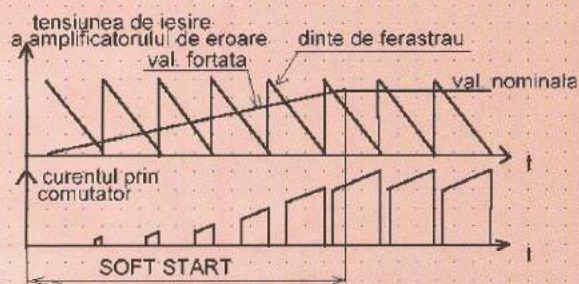 tensiunea de iesire
a amplificatorului de eroare
dinte de ferastrau
val. fortata
val. nominala
t
curentul prin
comutator
t
SOFT START